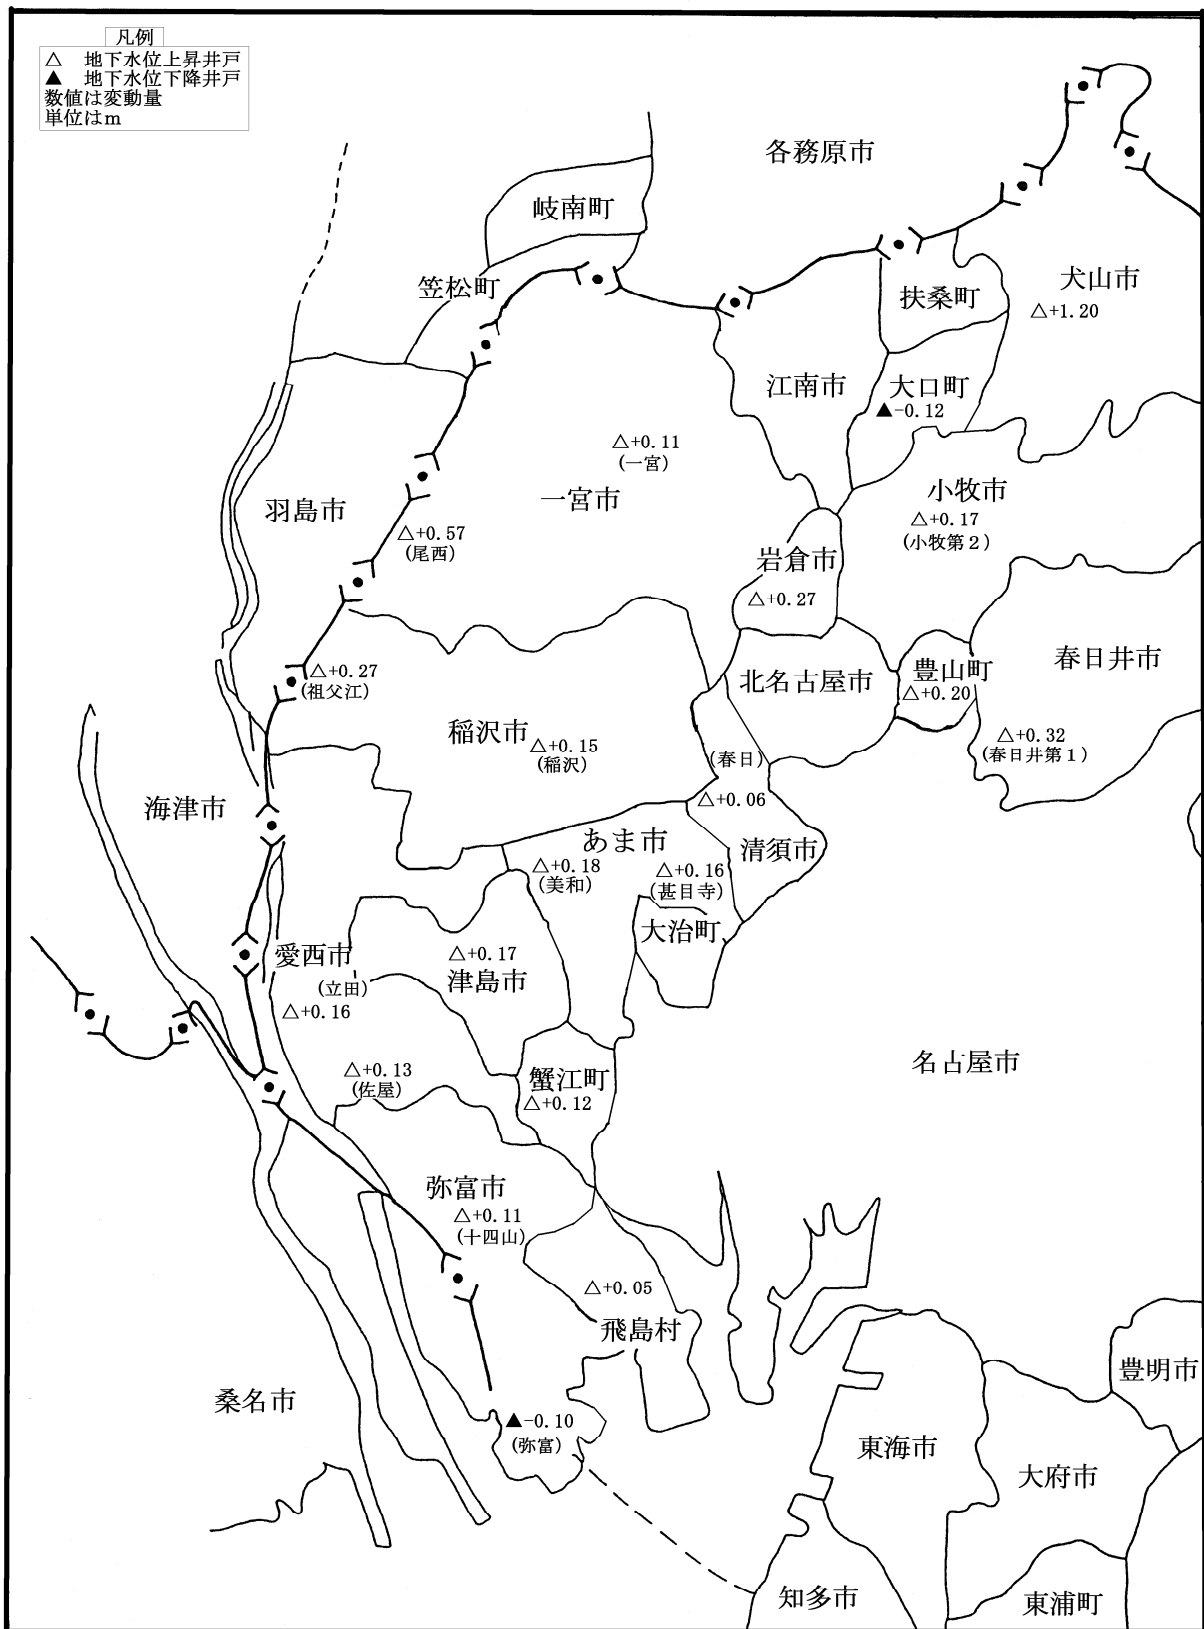 凡例
△ 地下水位上昇井戸
▲ 地下水位下降井戸
数値は変動量
単位はm
各務原市
岐南町
笠松町
扶桑町
犬山市
△+1.20
江南市
大口町
▲-0.12
△+0.11
(一宮)
一宮市
羽島市
△+0.57
(尾西)
小牧市
△+0.17
(小牧第2)
岩倉市
△+0.27
△+0.27
(祖父江)
北名古屋市
豊山町
△+0.20
春日井市
△+0.32
(春日井第1)
稲沢市
△+0.15
(稲沢)
(春日)
△+0.06
海津市
あま市
△+0.18
(美和)
△+0.16
(甚目寺)
清須市
大治町
愛西市
(立田)
△+0.16
△+0.17
津島市
名古屋市
△+0.13
(佐屋)
蟹江町
△+0.12
弥富市
△+0.11
(十四山)
△+0.05
飛島村
桑名市
▲-0.10
(弥富)
豊明市
東海市
大府市
知多市
東浦町